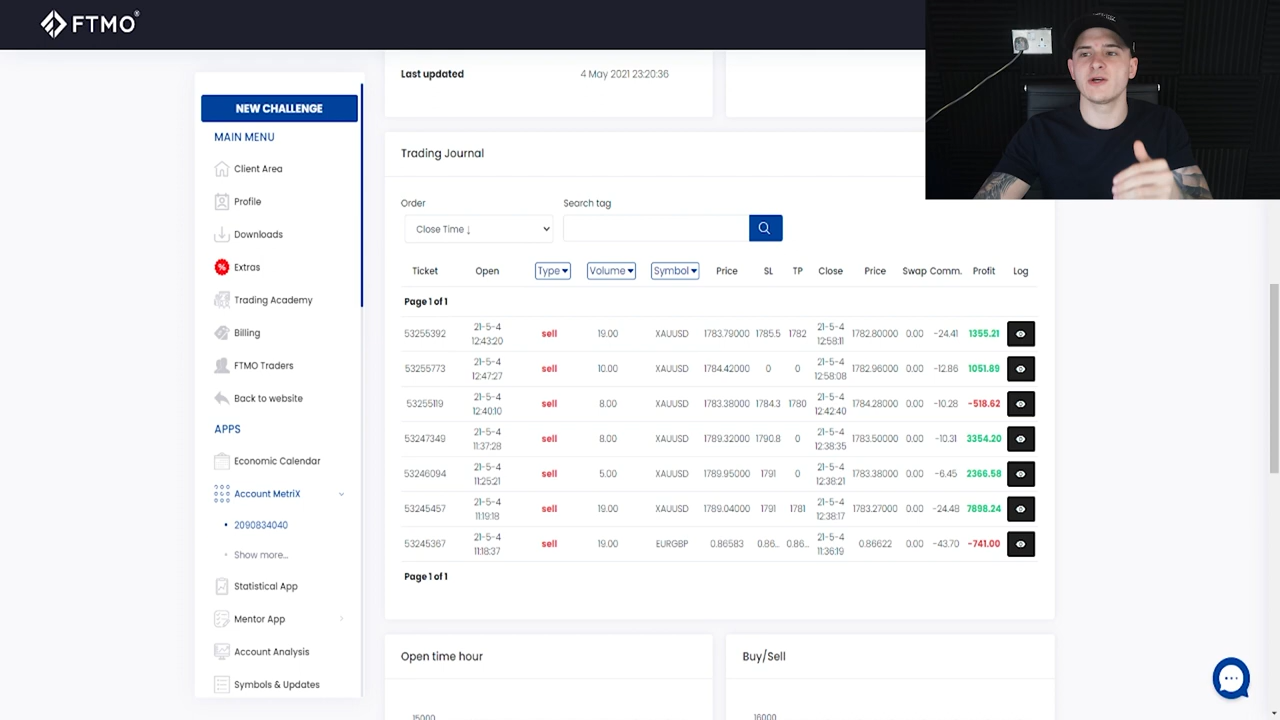 FTMO®
Last updated 4 May 2021 23:20:36
NEW CHALLENGE
MAIN MENU
Client Area
Profile
Downloads
Extras
Trading Academy
Billing
FTMO Traders
Back to website
APPS
Economic Calendar
Account MetriX
2090834040
Show more...
Statistical App
Mentor App
Account Analysis
Symbols & Updates
Trading Journal
Order Search tag
Close Time ↓
Ticket Open Type Volume Symbol Price SL TP Close Price Swap Comm. Profit Log
Page 1 of 1
53255392 21-5-4 12:43:20 sell 19.00 XAUUSD 1783.79000 1785.5 1782 21-5-4 12:58:11 1782.80000 0.00 -24.41 1355.21
53255773 21-5-4 12:47:27 sell 10.00 XAUUSD 1784.42000 0 0 21-5-4 12:58:08 1782.96000 0.00 -12.86 1051.89
53255119 21-5-4 12:40:10 sell 8.00 XAUUSD 1783.38000 1784.3 1780 21-5-4 12:42:40 1784.28000 0.00 -10.28 -518.62
53247349 21-5-4 11:37:28 sell 8.00 XAUUSD 1789.32000 1790.8 0 21-5-4 12:38:35 1783.50000 0.00 -10.31 3354.20
53246094 21-5-4 11:25:21 sell 5.00 XAUUSD 1789.95000 1791 0 21-5-4 12:38:21 1783.38000 0.00 -6.45 2366.58
53245457 21-5-4 11:19:18 sell 19.00 XAUUSD 1789.04000 1791 1781 21-5-4 12:38:17 1783.27000 0.00 -24.48 7898.24
53245367 21-5-4 11:18:37 sell 19.00 EURGBP 0.86583 0.86... 0.86... 21-5-4 11:36:19 0.86622 0.00 -43.70 -741.00
Page 1 of 1
Open time hour
15000
Buy/Sell
16000